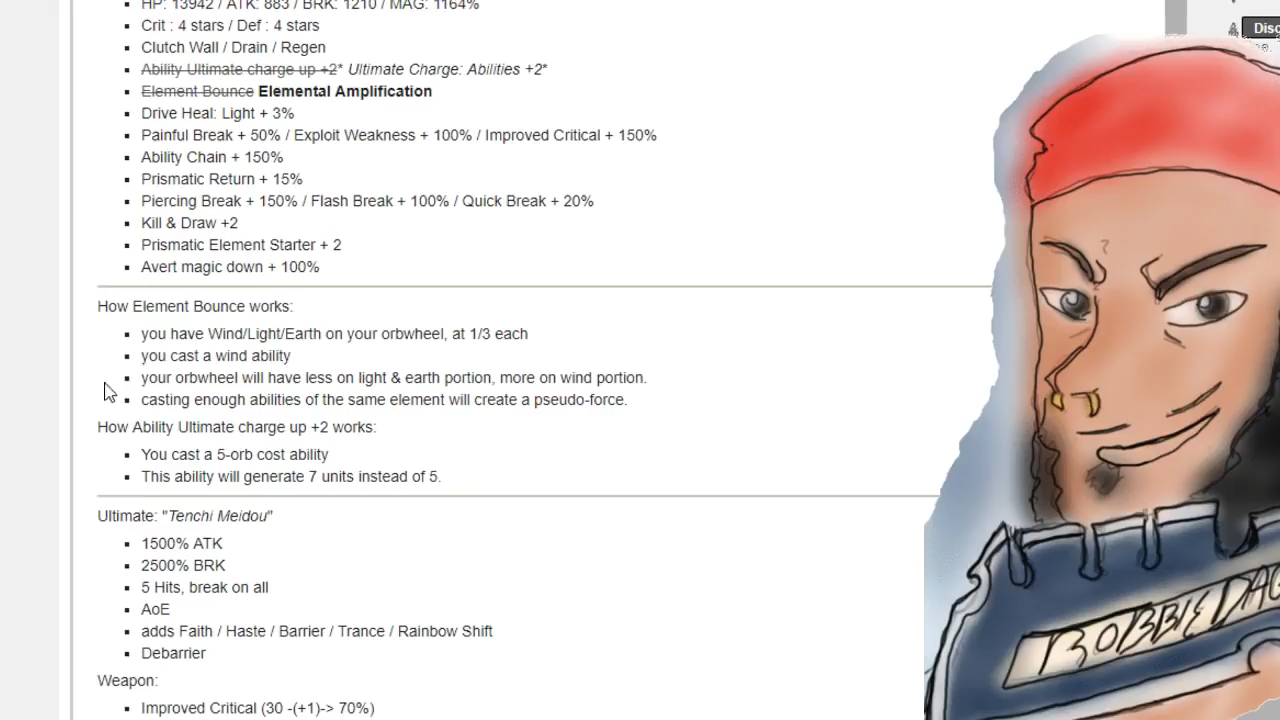 HP: 13942 / ATK: 883 / BRK: 1210 / MAG: 1164%
Crit : 4 stars / Def : 4 stars
Clutch Wall / Drain / Regen
Ability Ultimate charge up +2* Ultimate Charge: Abilities +2*
Element Bounce Elemental Amplification
Drive Heal: Light + 3%
Painful Break + 50% / Exploit Weakness + 100% / Improved Critical + 150%
Ability Chain + 150%
Prismatic Return + 15%
Piercing Break + 150% / Flash Break + 100% / Quick Break + 20%
Kill & Draw +2
Prismatic Element Starter + 2
Avert magic down + 100%
How Element Bounce works:
you have Wind/Light/Earth on your orbwheel, at 1/3 each
you cast a wind ability
your orbwheel will have less on light & earth portion, more on wind portion.
casting enough abilities of the same element will create a pseudo-force.
How Ability Ultimate charge up +2 works:
You cast a 5-orb cost ability
This ability will generate 7 units instead of 5.
Ultimate: "Tenchi Meidou"
1500% ATK
2500% BRK
5 Hits, break on all
AoE
adds Faith / Haste / Barrier / Trance / Rainbow Shift
Debarrier
Weapon:
Improved Critical (30 -(+1)-> 70%)
Disc
BOBBIE DAG